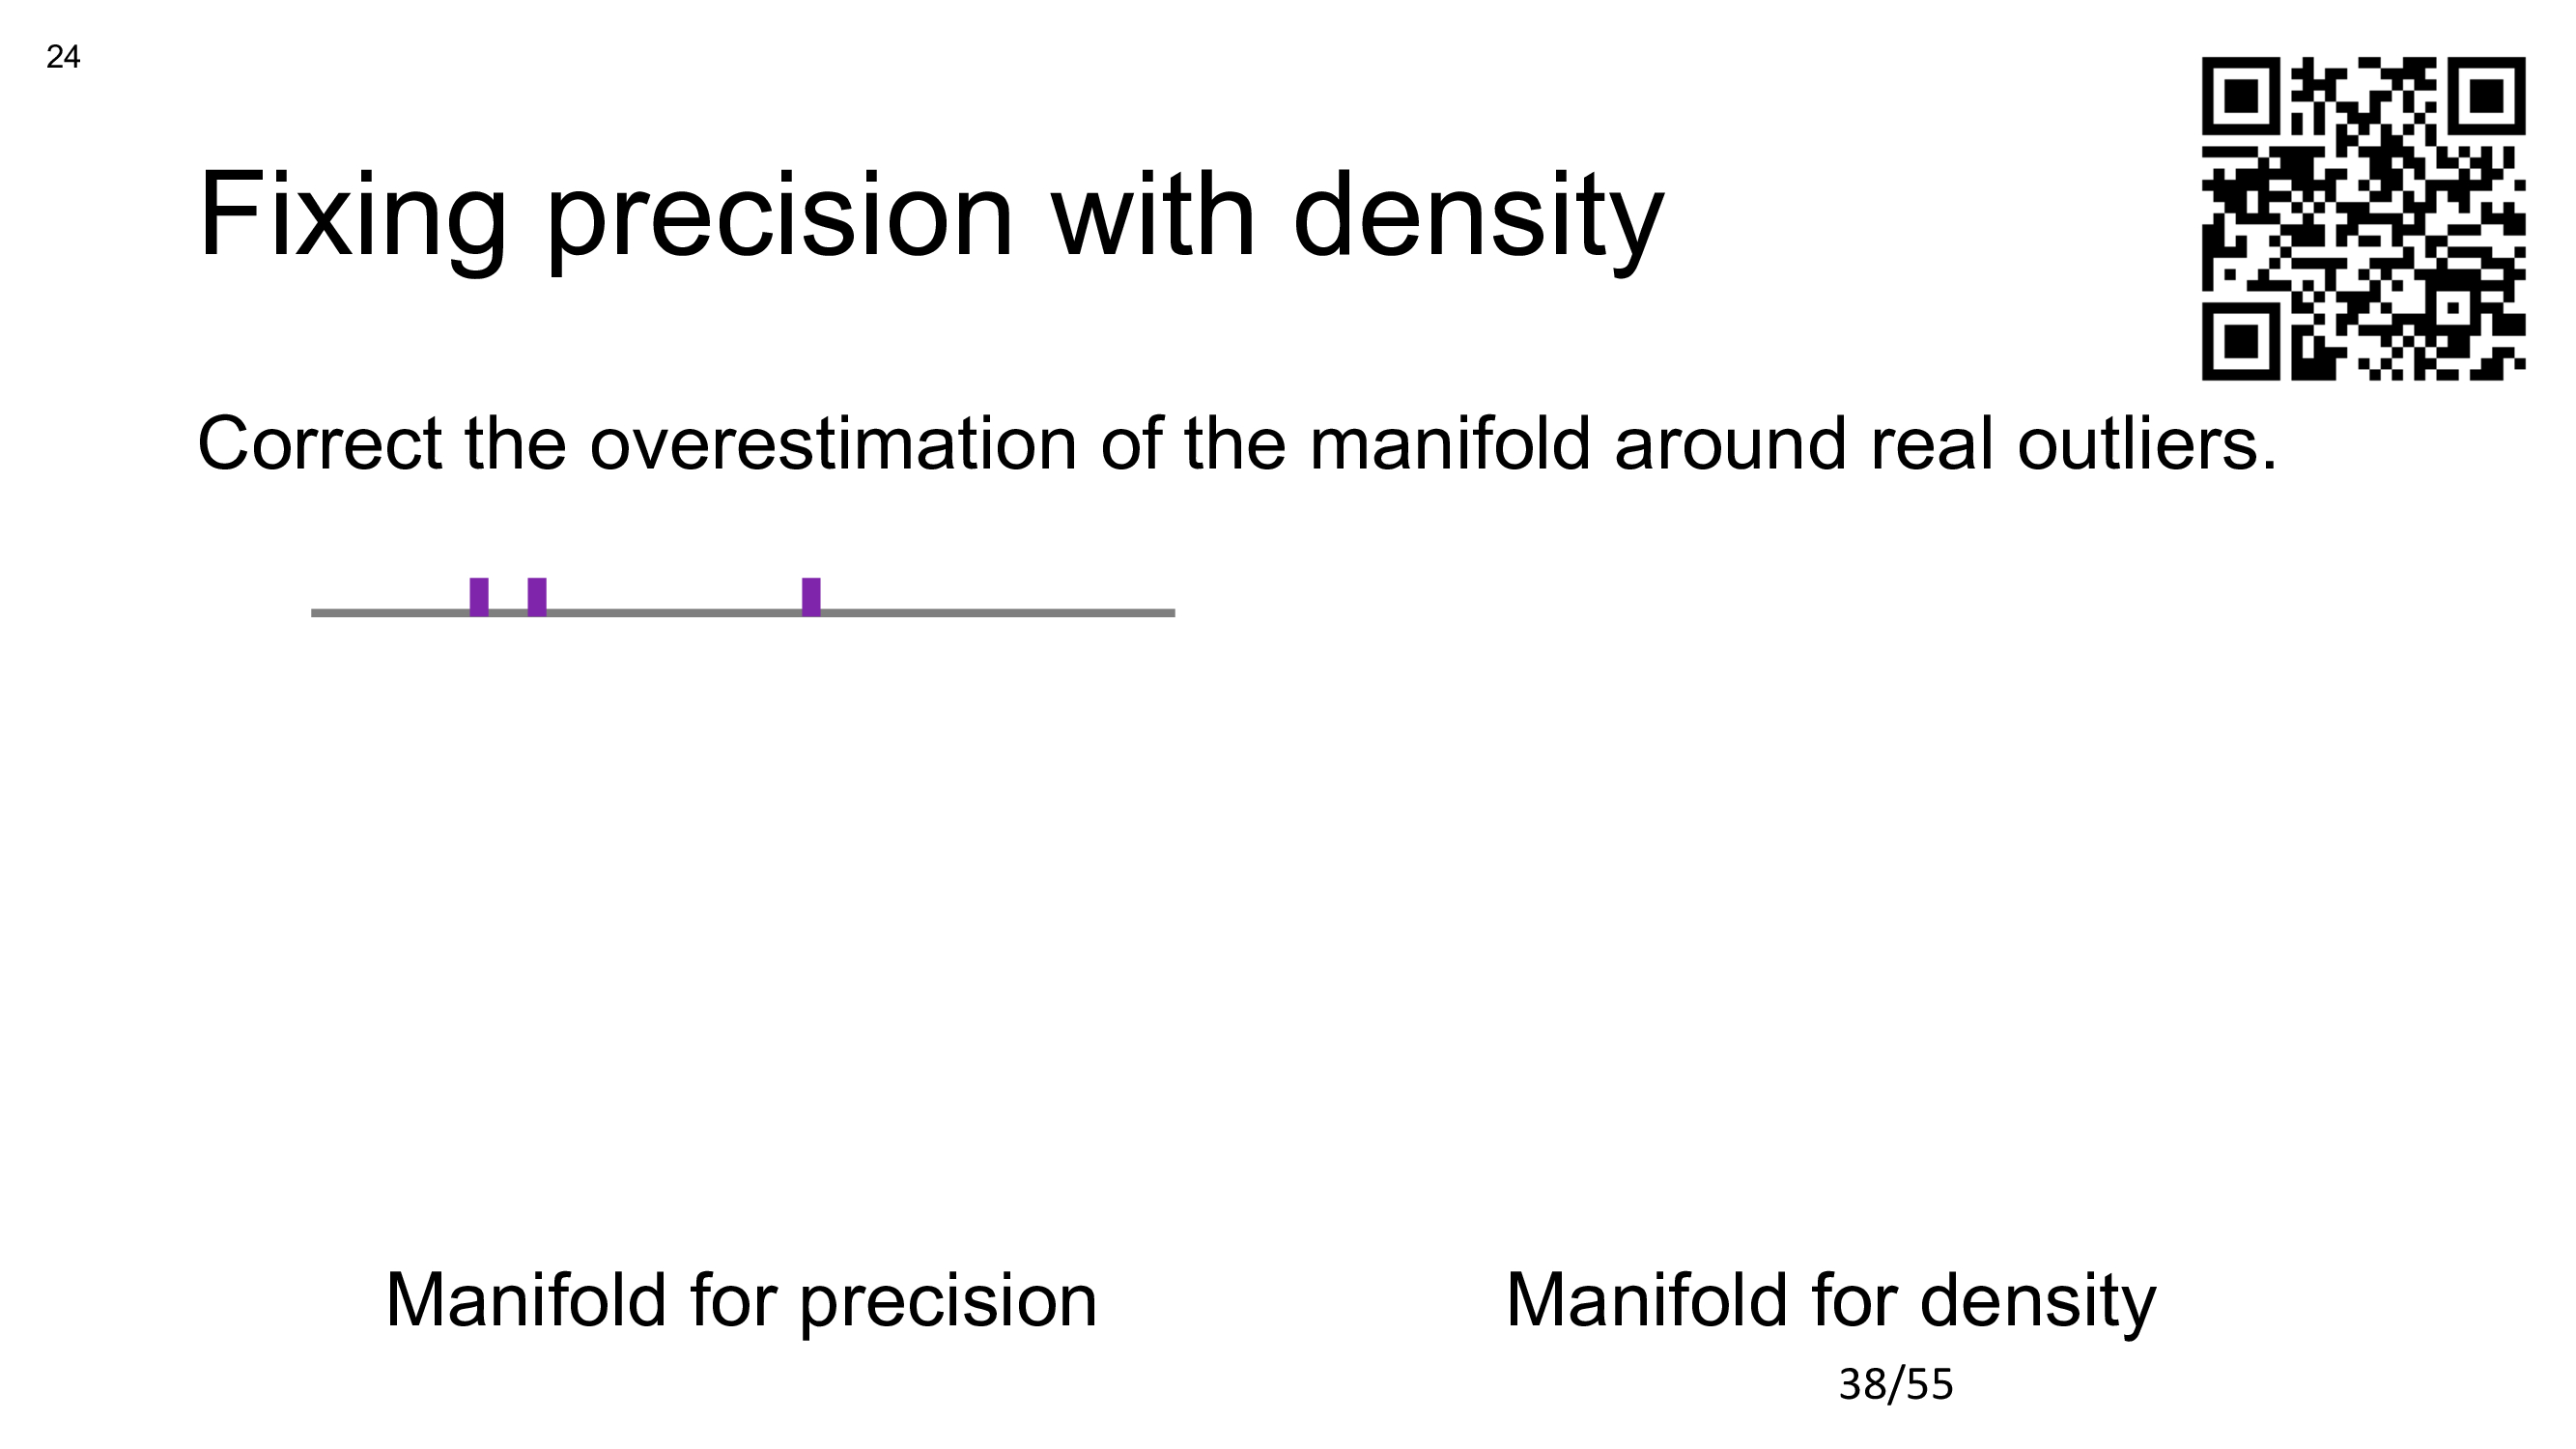 24
Fixing precision with density
Correct the overestimation of the manifold around real outliers.
Manifold for precision
Manifold for density
38/55